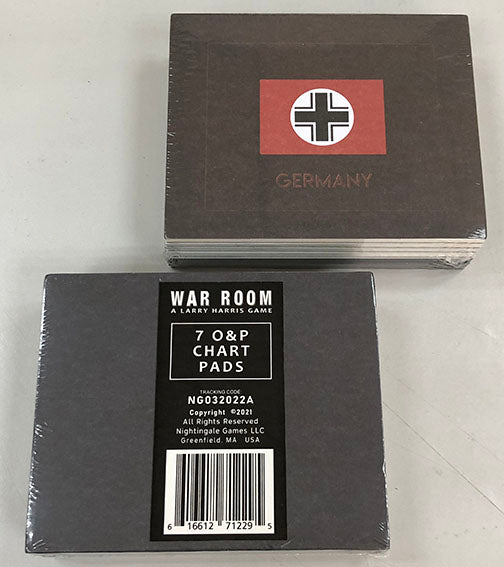 GERMANY
WAR ROOM
A LARRY HARRIS GAME
7 O&P
CHART
PADS
TRACKING CODE:
NG032022A
Copyright ©2021
All Rights Reserved
Nightingale Games LLC
Greenfield, MA USA
6 16612 71229 5